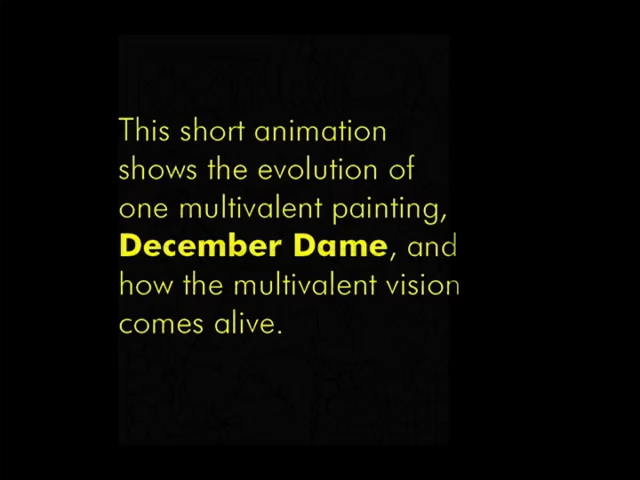 This short animation
shows the evolution of
one multivalent painting,
December Dame, and
how the multivalent vision
comes alive.